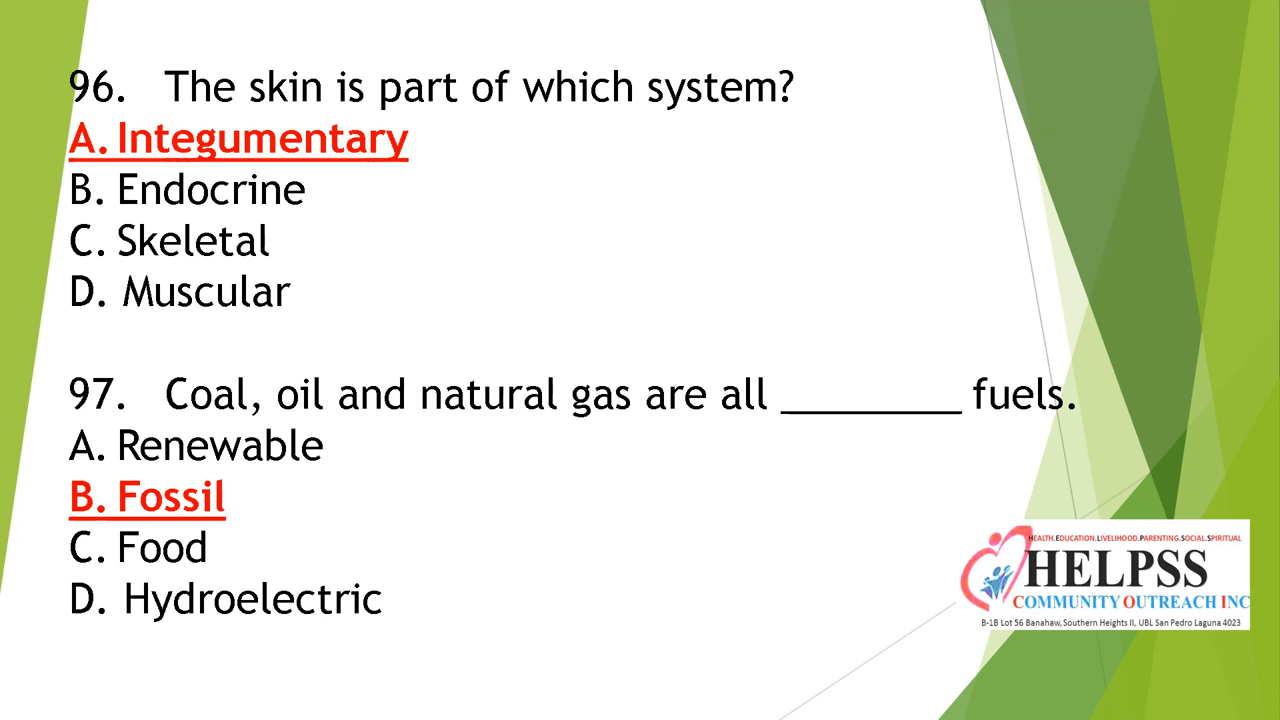 96. The skin is part of which system?
A. Integumentary
B. Endocrine
C. Skeletal
D. Muscular
97. Coal, oil and natural gas are all ________ fuels.
A. Renewable
B. Fossil
C. Food
D. Hydroelectric
HEALTH.EDUCATION.LIVELIHOOD.PARENTING.SOCIAL.SPIRITUAL
HELPSS
COMMUNITY OUTREACH INC
B-1B Lot 56 Banahaw, Southern Heights II, UBL San Pedro Laguna 4023